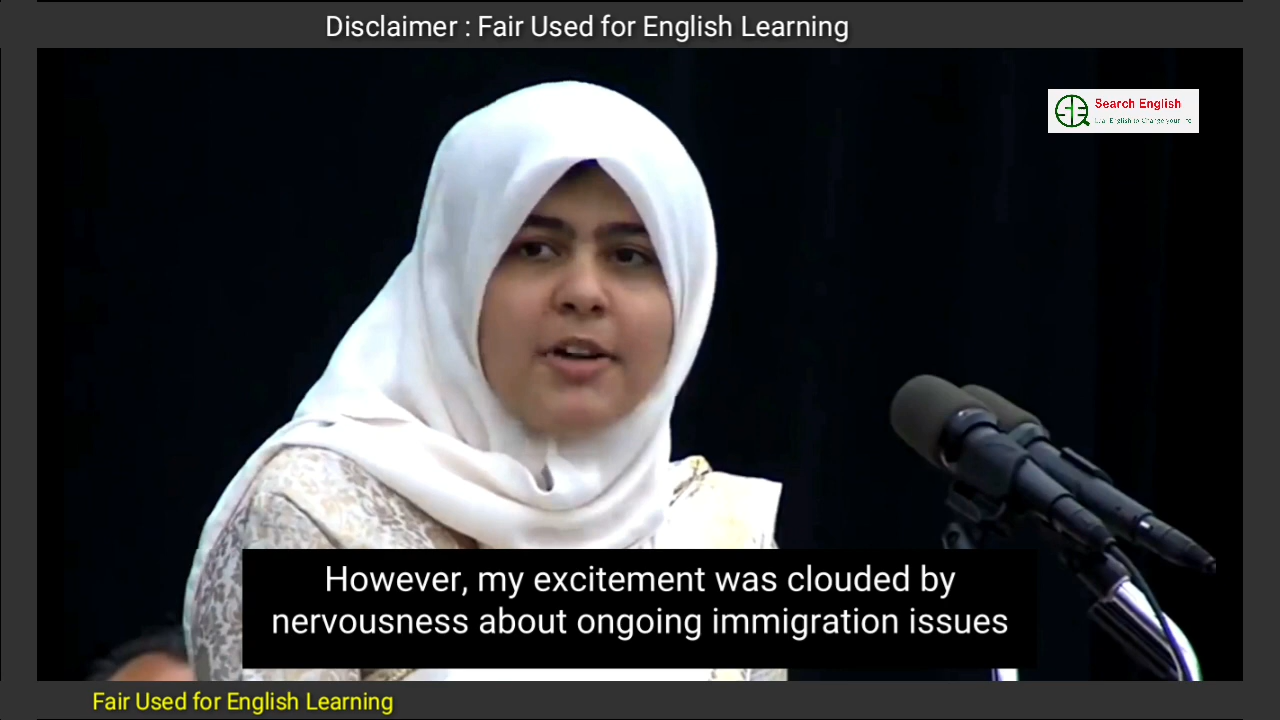 Disclaimer : Fair Used for English Learning
Search English
However, my excitement was clouded by
nervousness about ongoing immigration issues
Fair Used for English Learning